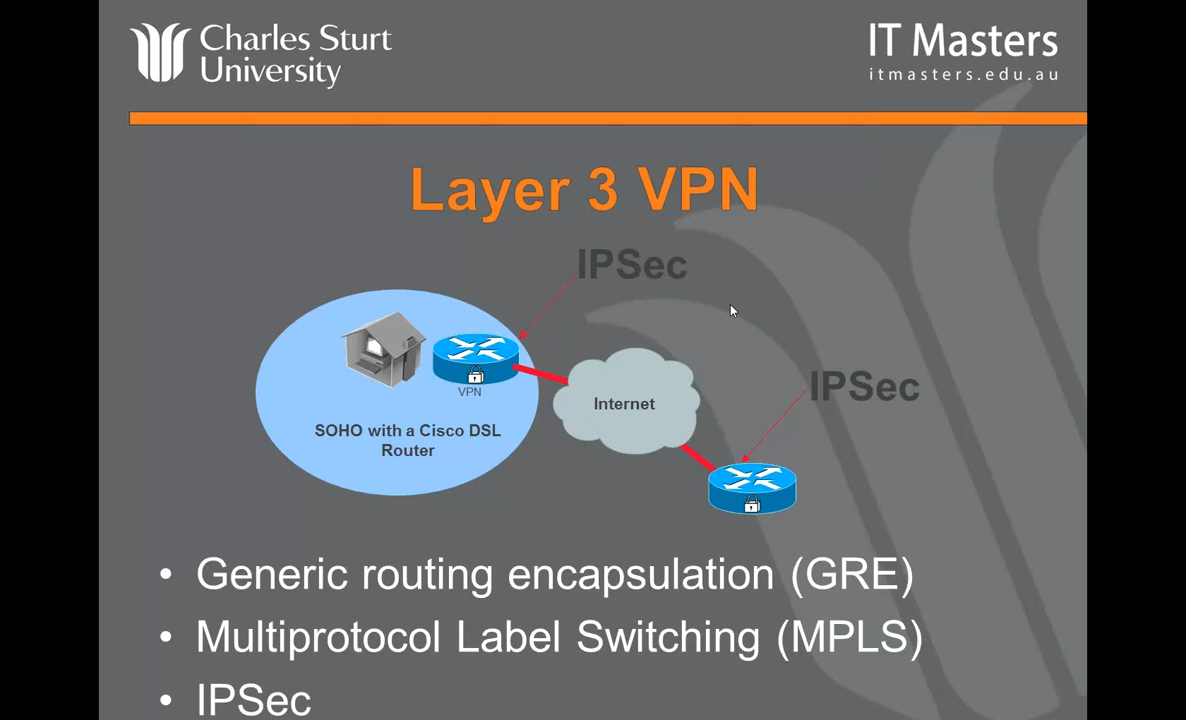 Charles Sturt
University
IT Masters
itmasters.edu.au
Layer 3 VPN
IPSec
IPSec
VPN
Internet
SOHO with a Cisco DSL
Router
• Generic routing encapsulation (GRE)
• Multiprotocol Label Switching (MPLS)
• IPSec